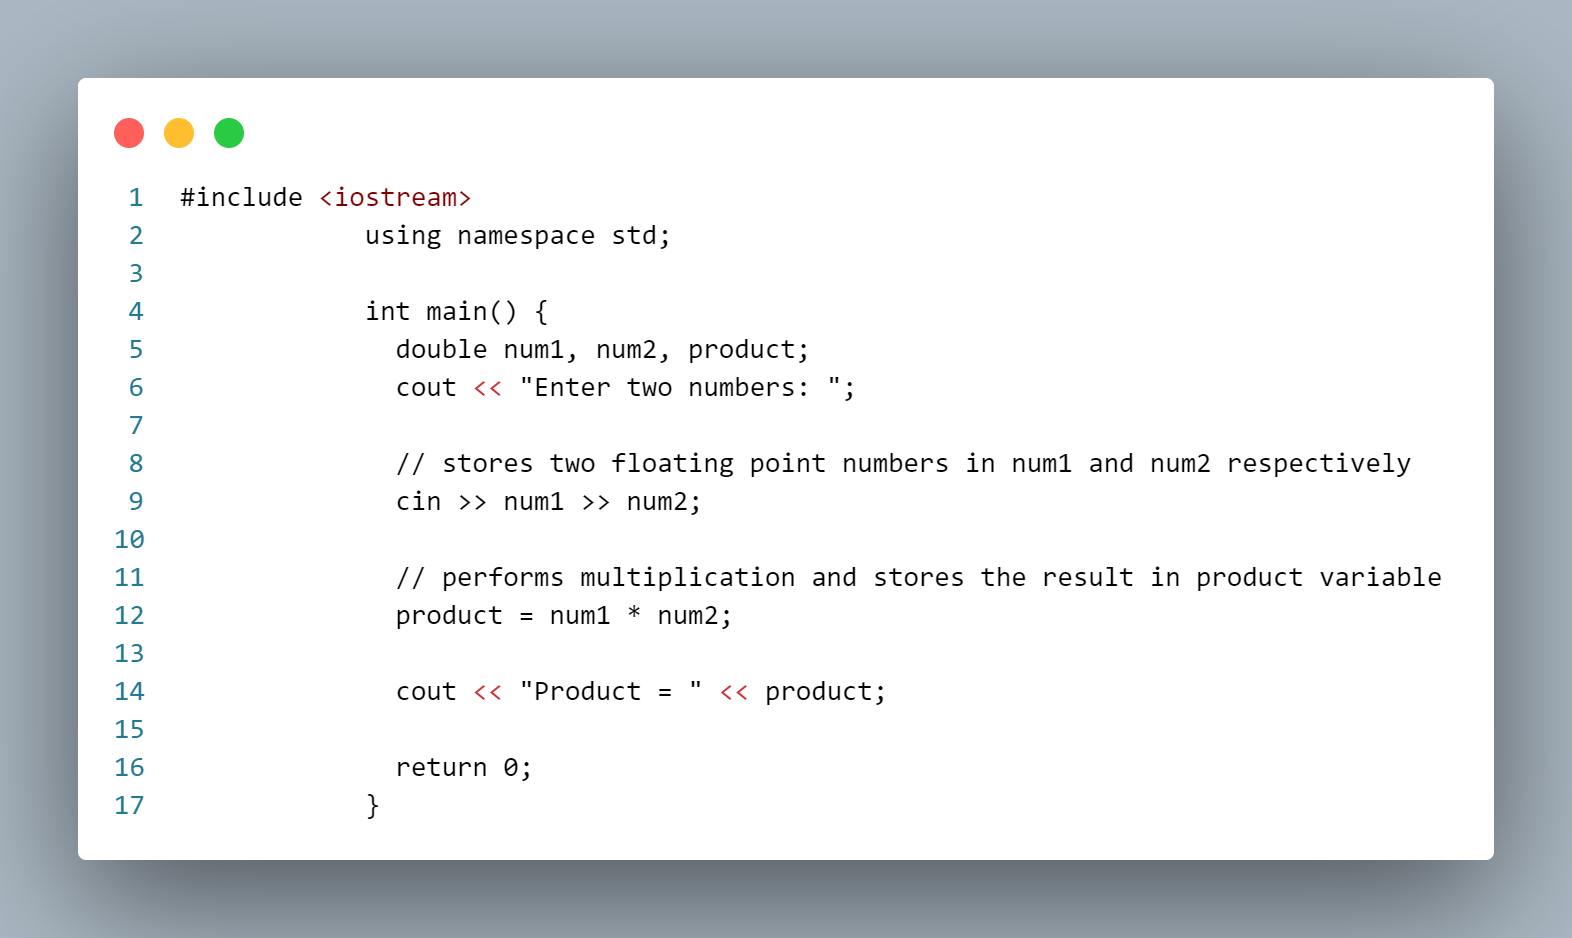 1 #include <iostream>
2 using namespace std;
3
4 int main() {
5 double num1, num2, product;
6 cout << "Enter two numbers: ";
7
8 // stores two floating point numbers in num1 and num2 respectively
9 cin >> num1 >> num2;
10
11 // performs multiplication and stores the result in product variable
12 product = num1 * num2;
13
14 cout << "Product = " << product;
15
16 return 0;
17 }